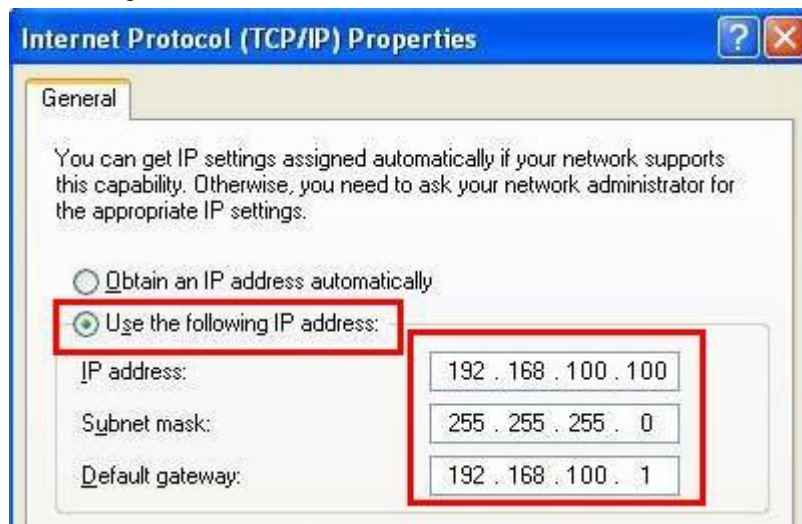 Internet Protocol (TCP/IP) Properties
General
You can get IP settings assigned automatically if your network supports
this capability. Otherwise, you need to ask your network administrator for
the appropriate IP settings.
Obtain an IP address automatically
Use the following IP address:
IP address: 192 . 168 . 100 . 100
Subnet mask: 255 . 255 . 255 . 0
Default gateway: 192 . 168 . 100 . 1